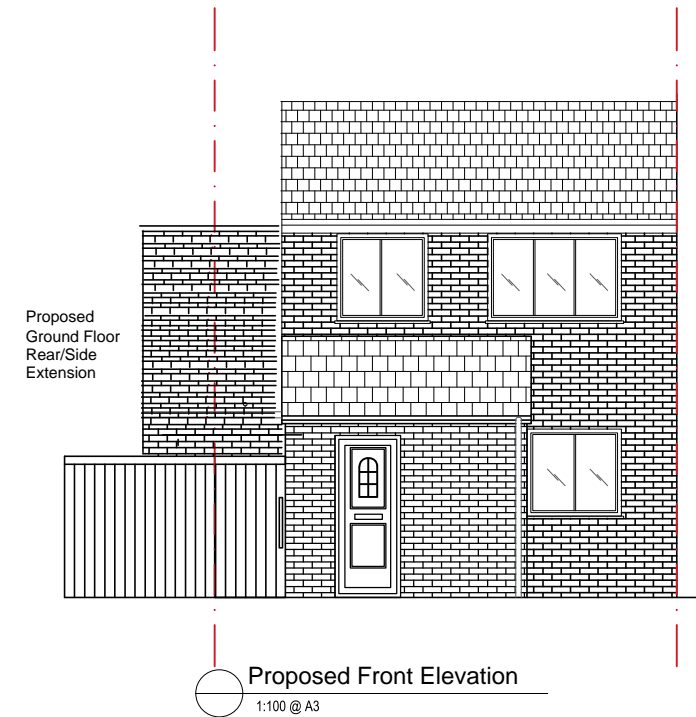 Proposed
Ground Floor
Rear/Side
Extension
Proposed Front Elevation
1:100 @ A3